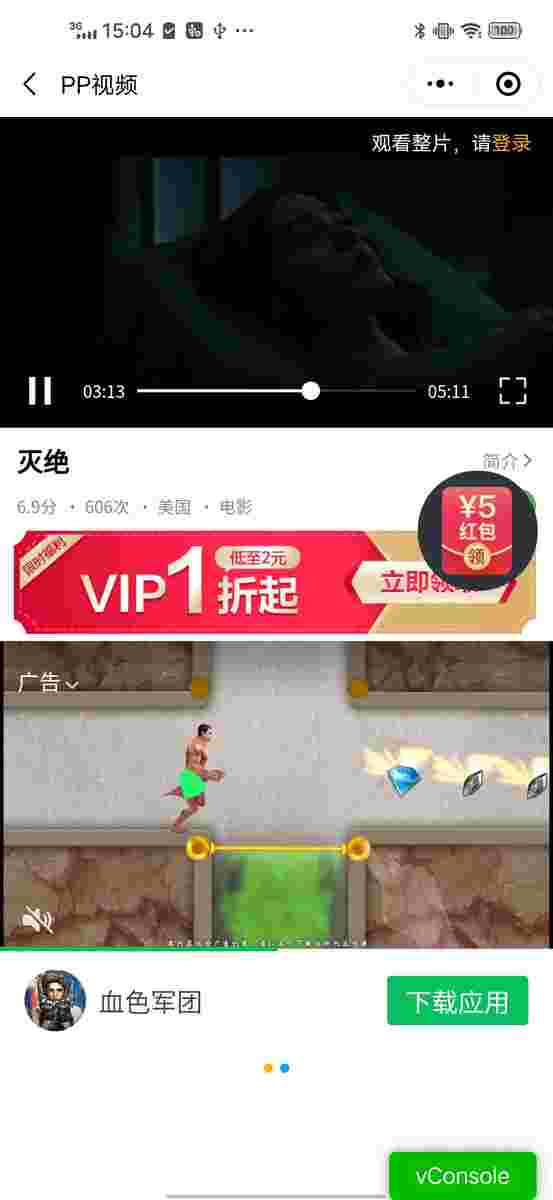 3G 15:04 100
PP视频
观看整片，请登录
03:13 05:11
灭绝
简介
6.9分 · 606次 · 美国 · 电影
¥5
红包
领
限时福利
VIP1折起
低至2元
立即领
广告
血色军团
下载应用
vConsole